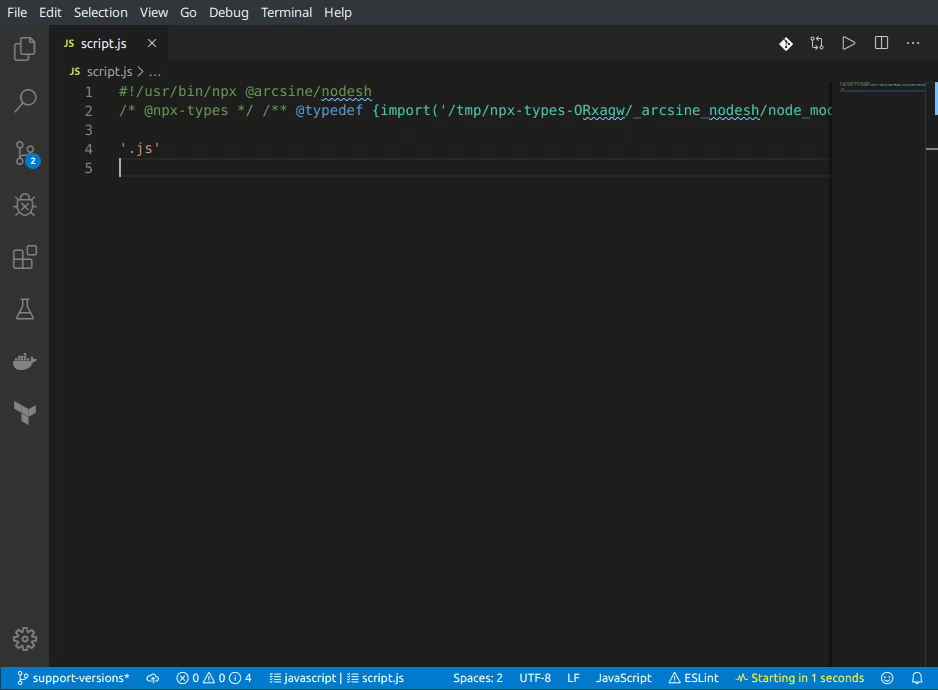 File Edit Selection View Go Debug Terminal Help
JS script.js
JS script.js > ...
1 #!/usr/bin/npx @arcsine/nodesh
2 /* @npx-types */ /** @typedef {import('/tmp/npx-types-ORxaqw/_arcsine_nodesh/node_moc
3
4 '.js'
5
2
support-versions* 0 0 4 javascript | script.js Spaces: 2 UTF-8 LF JavaScript ESLint Starting in 1 seconds